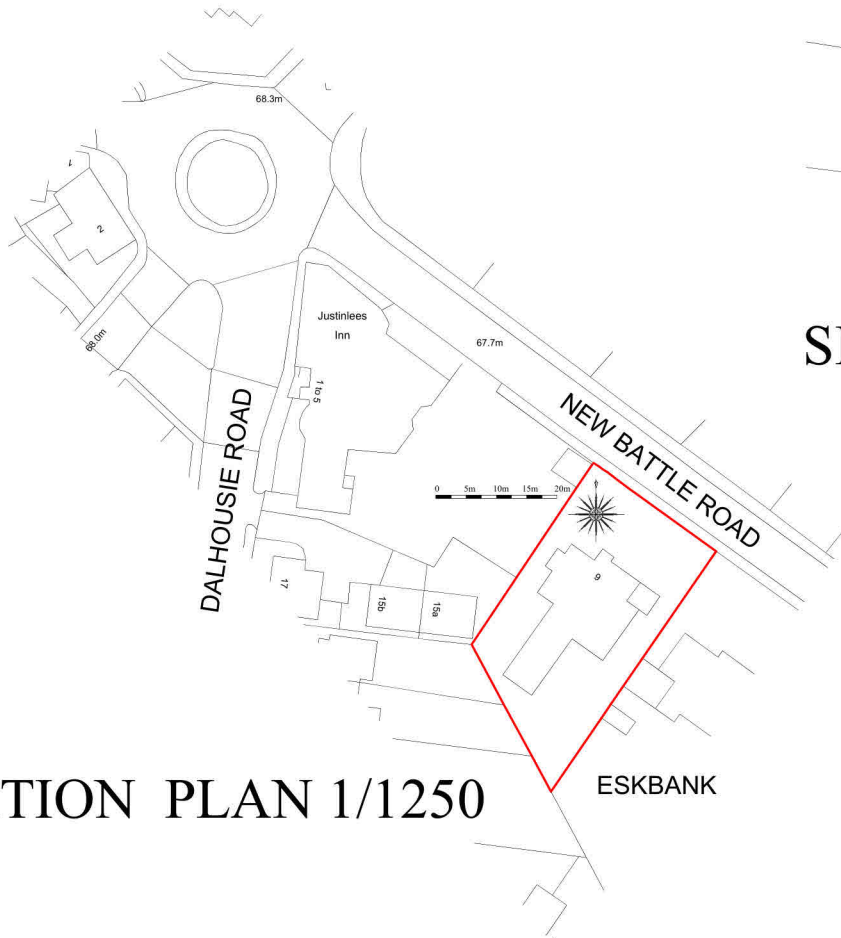 68.3m
1
2
68.0m
Justinlees
Inn
67.7m
1 to 5
NEW BATTLE ROAD
DALHOUSIE ROAD
0 5m 10m 15m 20m
9
17
15b
15a
TION PLAN 1/1250
ESKBANK